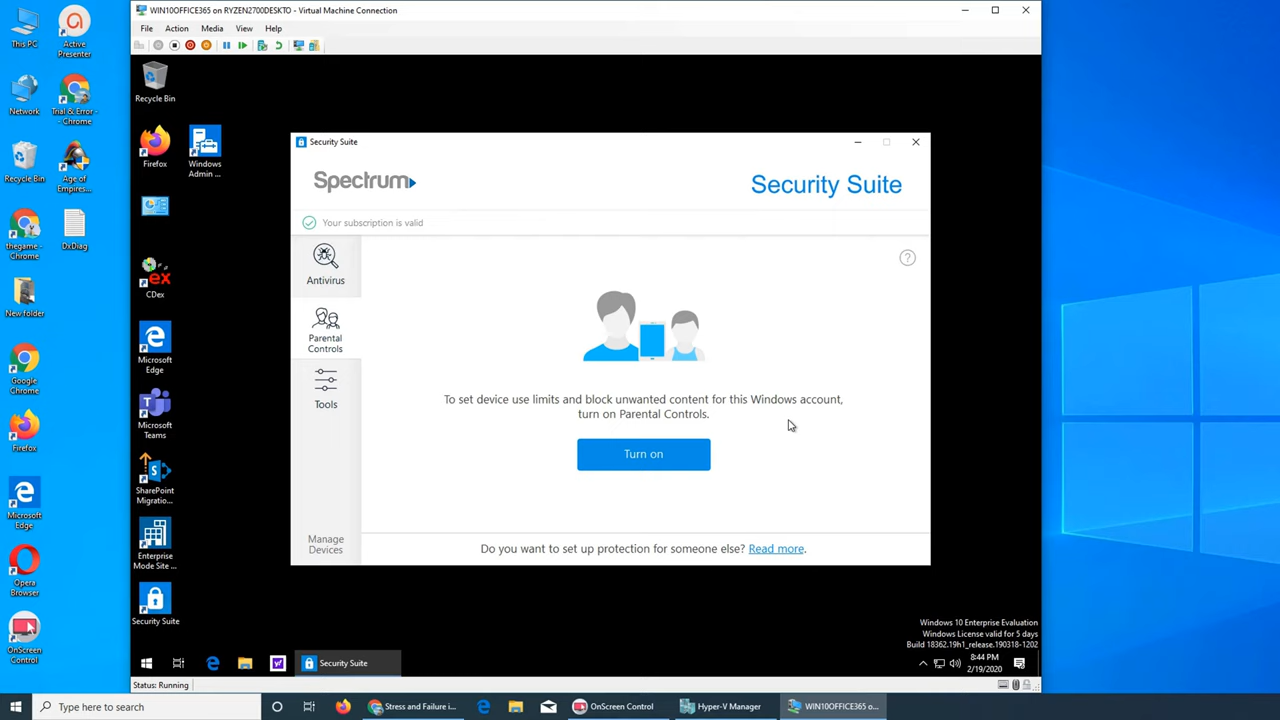 This PC
Active
Presenter
Network
Trial & Error -
Chrome
Recycle Bin
Age of
Empires...
thegame -
Chrome
DxDiag
New folder
Google
Chrome
Firefox
Microsoft
Edge
Opera
Browser
OnScreen
Control
WIN10OFFICE365 on RYZEN2700DESKTO - Virtual Machine Connection
File Action Media View Help
Recycle Bin
Firefox
Windows
Admin ...
CDex
Microsoft
Edge
Microsoft
Teams
SharePoint
Migratio...
Enterprise
Mode Site ...
Security Suite
Security Suite
Spectrum
Security Suite
Your subscription is valid
Antivirus
Parental
Controls
Tools
Manage
Devices
?
To set device use limits and block unwanted content for this Windows account,
turn on Parental Controls.
Turn on
Do you want to set up protection for someone else? Read more.
Windows 10 Enterprise Evaluation
Windows License valid for 5 days
Build 18362.19h1_release.190318-1202
Security Suite
8:44 PM
2/19/2020
Status: Running
Type here to search
Stress and Failure i...
OnScreen Control
Hyper-V Manager
WIN10OFFICE365 o...